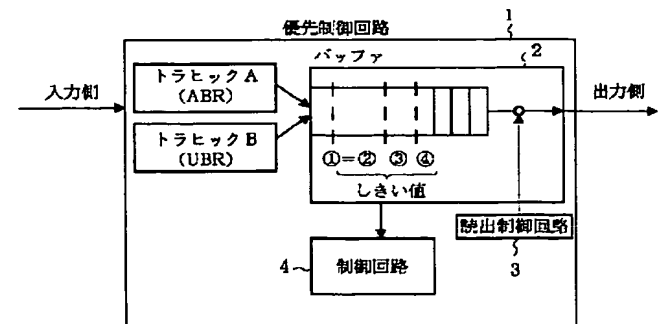 優先制御回路
1
バッファ
2
トラヒックA
(ABR)
入力側
出力側
トラヒックB
(UBR)
①=② ③ ④
しきい値
読出制御回路
3
4
制御回路